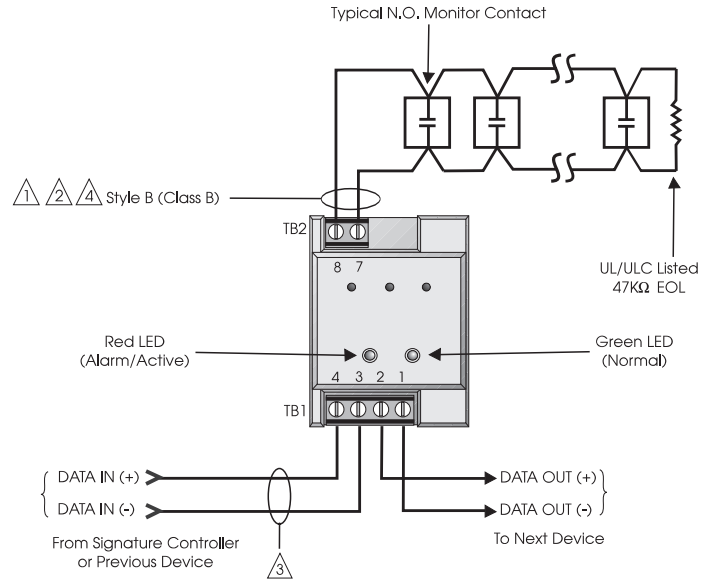 Typical N.O. Monitor Contact
1 2 4 Style B (Class B)
TB2
8 7
UL/ULC Listed
47KΩ EOL
Red LED
(Alarm/Active)
Green LED
(Normal)
4 3 2 1
TB1
DATA IN (+)
DATA OUT (+)
DATA IN (-)
DATA OUT (-)
From Signature Controller
or Previous Device
To Next Device
3